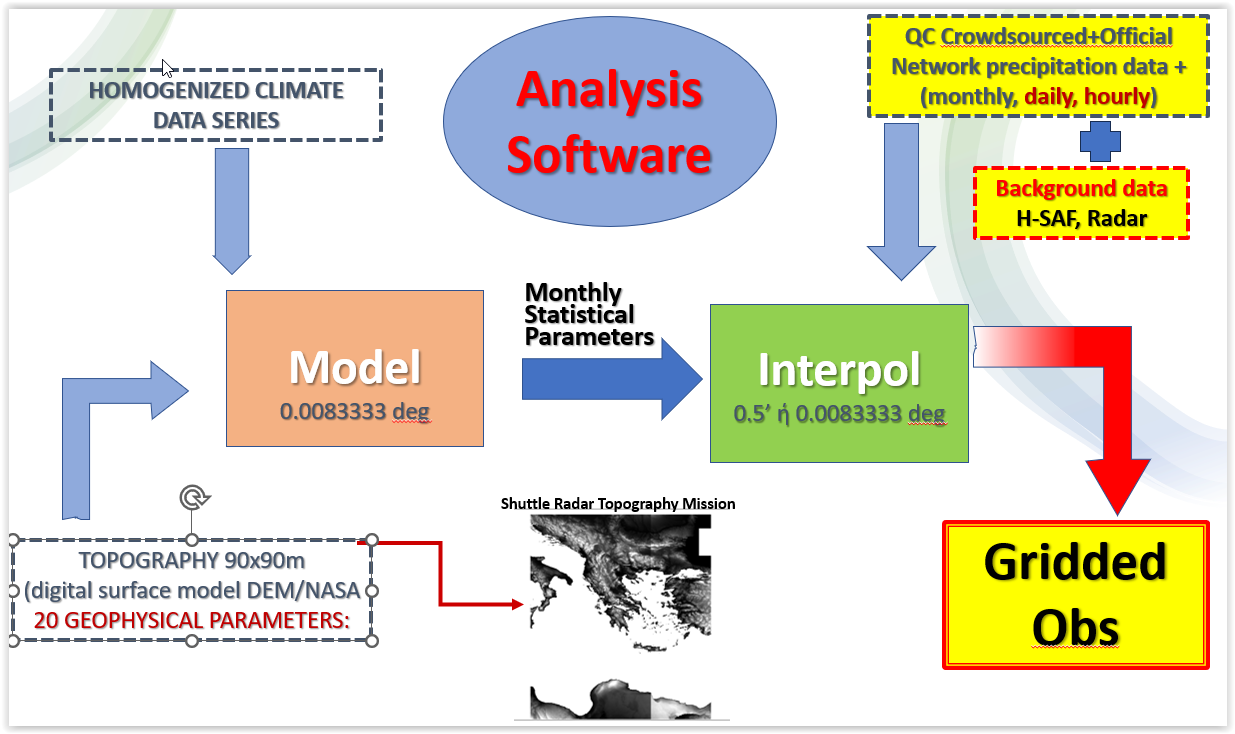 HOMOGENIZED CLIMATE
DATA SERIES
Analysis
Software
QC Crowdsourced+Official
Network precipitation data +
(monthly, daily, hourly)
Background data
H-SAF, Radar
Monthly
Statistical
Parameters
Model
0.0083333 deg
Interpol
0.5’ ή 0.0083333 deg
TOPOGRAPHY 90x90m
(digital surface model DEM/NASA
20 GEOPHYSICAL PARAMETERS:
Shuttle Radar Topography Mission
Gridded
Obs